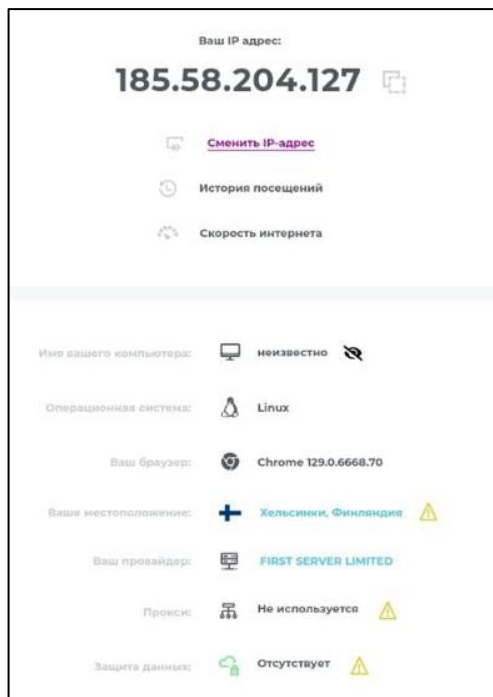 Ваш IP адрес:
185.58.204.127
Сменить IP-адрес
История посещений
Скорость интернета
Имя вашего компьютера: неизвестно
Операционная система: Linux
Ваш браузер: Chrome 129.0.6668.70
Ваше местоположение: Хельсинки, Финляндия
Ваш провайдер: FIRST SERVER LIMITED
Прокси: Не используется
Защита данных: Отсутствует